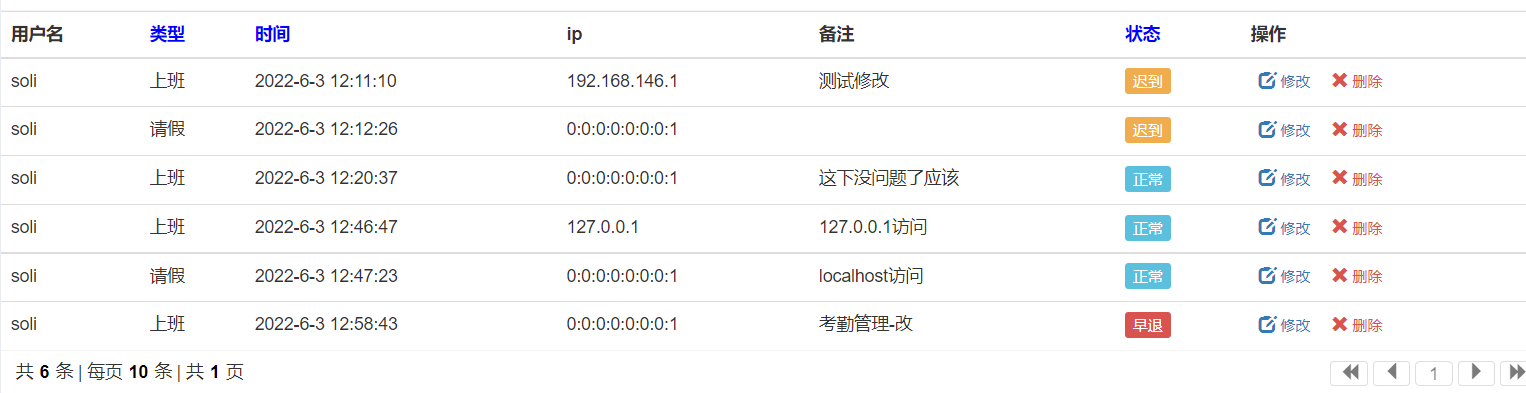 用户名 类型 时间 ip 备注 状态 操作
soli 上班 2022-6-3 12:11:10 192.168.146.1 测试修改 迟到 修改 删除
soli 请假 2022-6-3 12:12:26 0:0:0:0:0:0:0:1 迟到 修改 删除
soli 上班 2022-6-3 12:20:37 0:0:0:0:0:0:0:1 这下没问题了应该 正常 修改 删除
soli 上班 2022-6-3 12:46:47 127.0.0.1 127.0.0.1访问 正常 修改 删除
soli 请假 2022-6-3 12:47:23 0:0:0:0:0:0:0:1 localhost访问 正常 修改 删除
soli 上班 2022-6-3 12:58:43 0:0:0:0:0:0:0:1 考勤管理-改 早退 修改 删除
共 6 条 | 每页 10 条 | 共 1 页 1